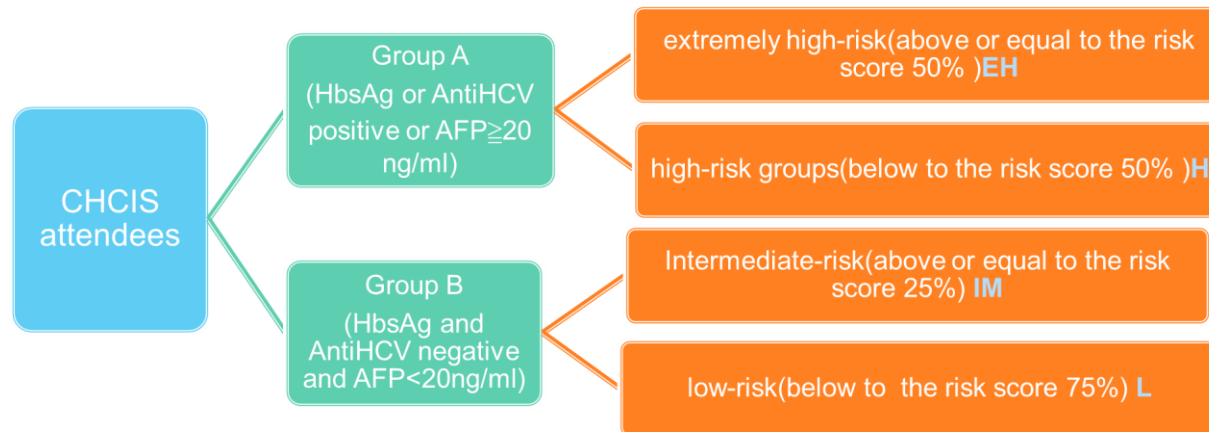 CHCIS
attendees
Group A
(HbsAg or AntiHCV
positive or AFP≧20
ng/ml)
Group B
(HbsAg and
AntiHCV negative
and AFP<20ng/ml)
extremely high-risk(above or equal to the risk
score 50% )EH
high-risk groups(below to the risk score 50% )H
Intermediate-risk(above or equal to the risk
score 25%) IM
low-risk(below to  the risk score 75%) L